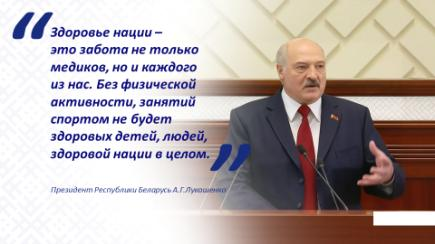 Здоровье нации –
это забота не только
медиков, но и каждого
из нас. Без физической
активности, занятий
спортом не будет
здоровых детей, людей,
здоровой нации в целом.
Президент Республики Беларусь А.Г.Лукашенко